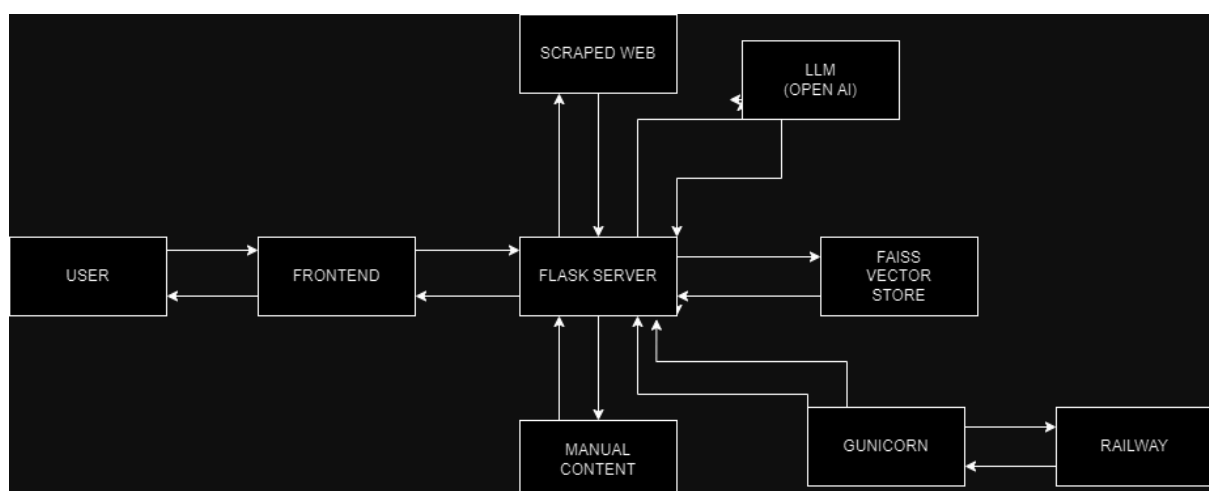 SCRAPED WEB
LLM
(OPEN AI)
USER
FRONTEND
FLASK SERVER
FAISS
VECTOR
STORE
MANUAL
CONTENT
GUNICORN
RAILWAY